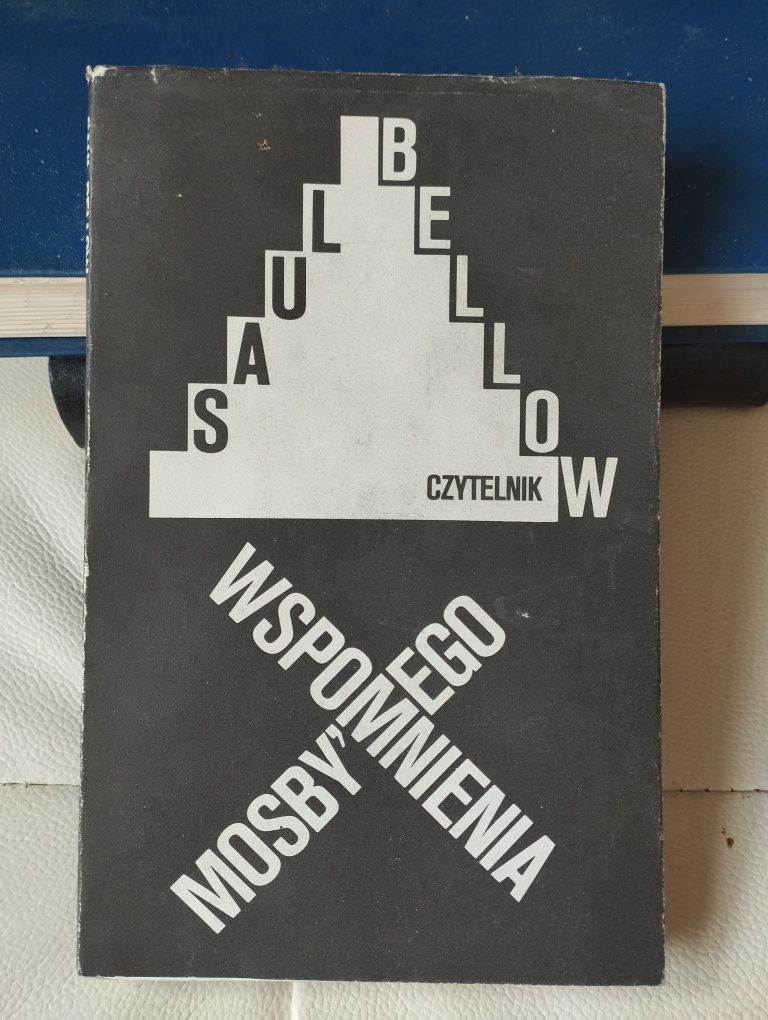 SAUL BELLOW
CZYTELNIK
WSPOMNIENIA
MOSBY'EGO